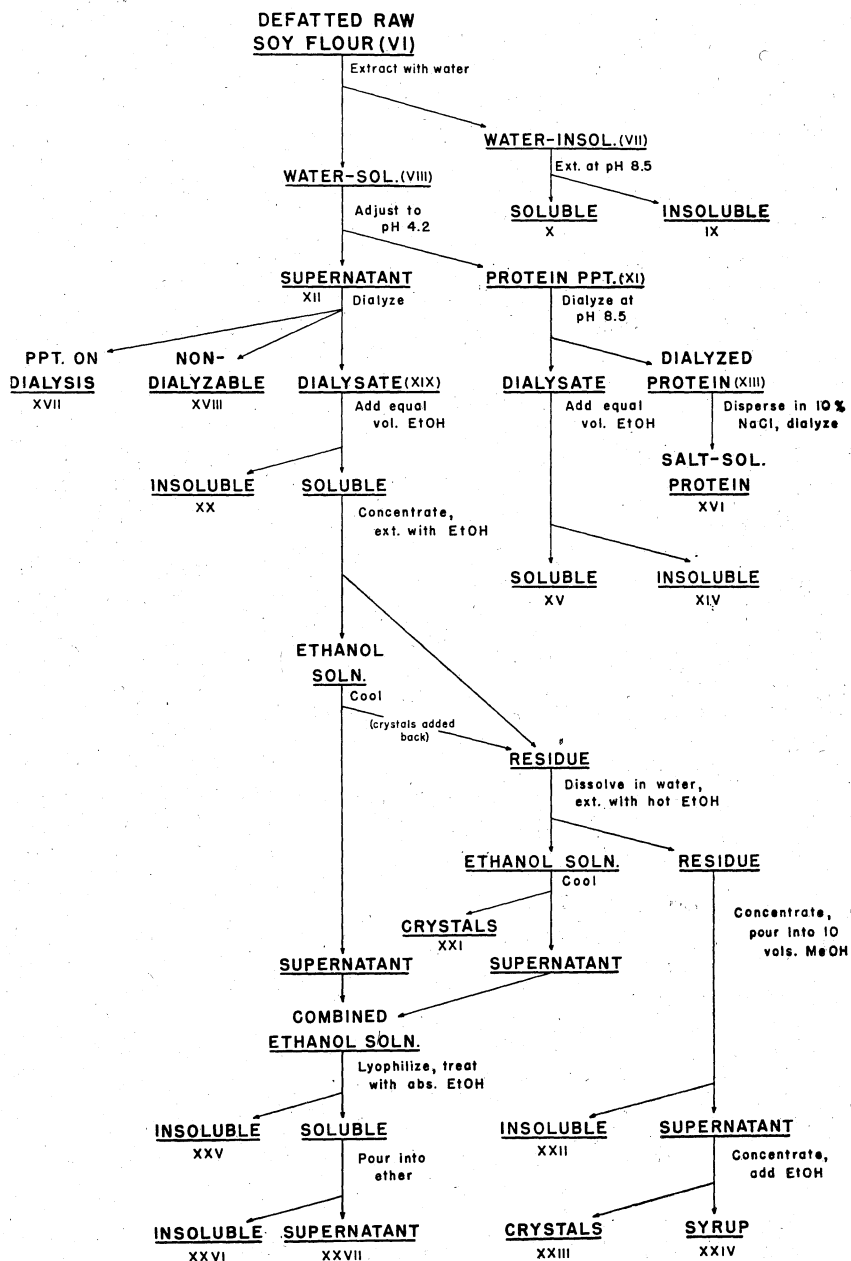 DEFATTED RAW
SOY FLOUR (VI)
Extract with water
WATER-INSOL. (VII)
Ext. at pH 8.5
WATER-SOL. (VIII)
SOLUBLE
X
INSOLUBLE
IX
Adjust to
pH 4.2
SUPERNATANT
XII
Dialyze
PROTEIN PPT. (XI)
Dialyze at
pH 8.5
PPT. ON
DIALYSIS
XVII
NON-
DIALYZABLE
XVIII
DIALYSATE (XIX)
Add equal
vol. EtOH
DIALYSATE
Add equal
vol. EtOH
DIALYZED
PROTEIN (XIII)
Disperse in 10%
NaCl, dialyze
SALT-SOL.
PROTEIN
XVI
INSOLUBLE
XX
SOLUBLE
Concentrate,
ext. with EtOH
SOLUBLE
XV
INSOLUBLE
XIV
ETHANOL
SOLN.
Cool
(crystals added
back)
RESIDUE
Dissolve in water,
ext. with hot EtOH
ETHANOL SOLN.
Cool
RESIDUE
CRYSTALS
XXI
Concentrate,
pour into 10
vols. MeOH
SUPERNATANT
SUPERNATANT
COMBINED
ETHANOL SOLN.
Lyophilize, treat
with abs. EtOH
INSOLUBLE
XXV
SOLUBLE
Pour into
ether
INSOLUBLE
XXII
SUPERNATANT
Concentrate,
add EtOH
INSOLUBLE
XXVI
SUPERNATANT
XXVII
CRYSTALS
XXIII
SYRUP
XXIV